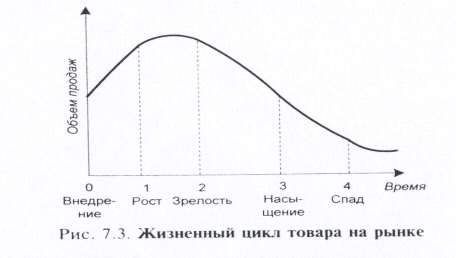 Объем продаж
0 1 2 3 4 Время
Внедре- Рост Зрелость Насы- Спад
ние щение
Рис. 7.3. Жизненный цикл товара на рынке